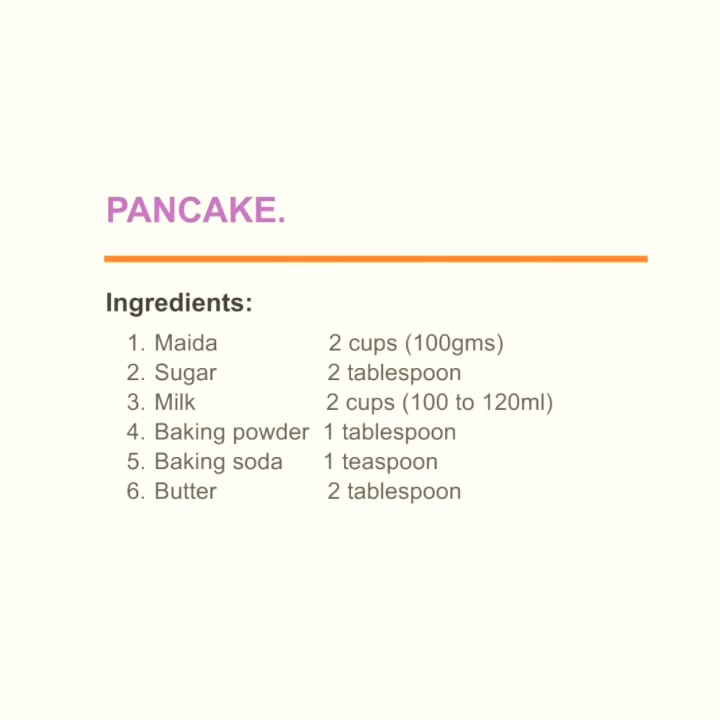 PANCAKE.
Ingredients:
1. Maida 2 cups (100gms)
2. Sugar 2 tablespoon
3. Milk 2 cups (100 to 120ml)
4. Baking powder 1 tablespoon
5. Baking soda 1 teaspoon
6. Butter 2 tablespoon